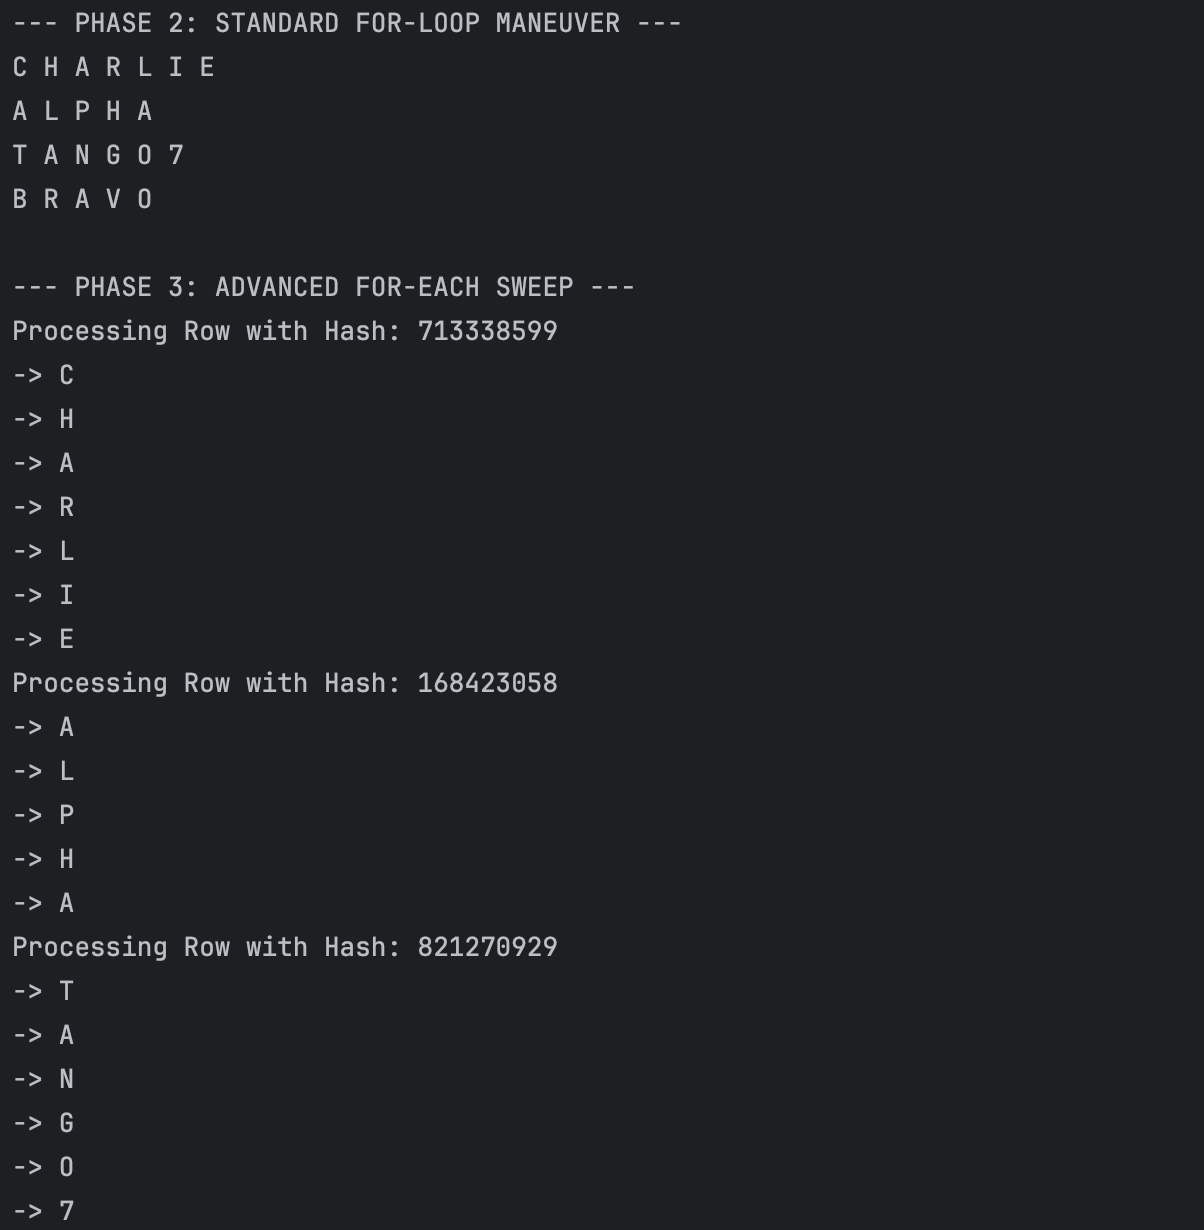 --- PHASE 2: STANDARD FOR-LOOP MANEUVER ---
C H A R L I E
A L P H A
T A N G O 7
B R A V O

--- PHASE 3: ADVANCED FOR-EACH SWEEP ---
Processing Row with Hash: 713338599
-> C
-> H
-> A
-> R
-> L
-> I
-> E
Processing Row with Hash: 168423058
-> A
-> L
-> P
-> H
-> A
Processing Row with Hash: 821270929
-> T
-> A
-> N
-> G
-> O
-> 7